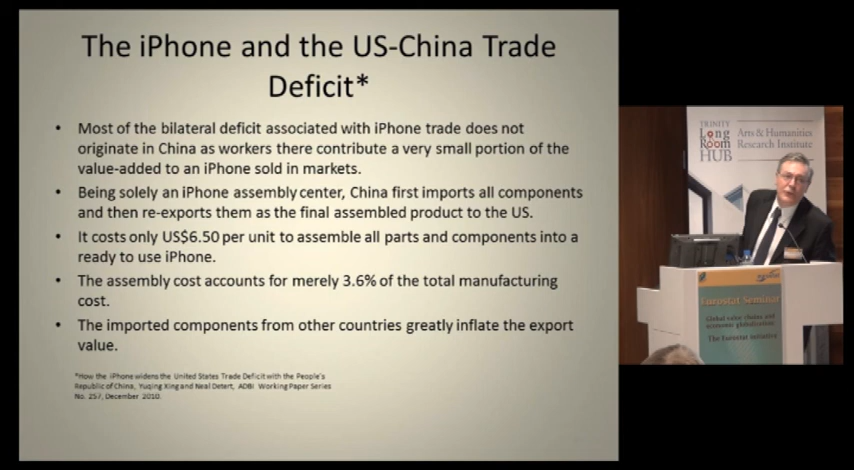 The iPhone and the US-China Trade
Deficit*
• Most of the bilateral deficit associated with iPhone trade does not
originate in China as workers there contribute a very small portion of the
value-added to an iPhone sold in markets.
• Being solely an iPhone assembly center, China first imports all components
and then re-exports them as the final assembled product to the US.
• It costs only US$6.50 per unit to assemble all parts and components into a
ready to use iPhone.
• The assembly cost accounts for merely 3.6% of the total manufacturing
cost.
• The imported components from other countries greatly inflate the export
value.
*How the iPhone widens the United States Trade Deficit with the People's
Republic of China, Yuqing Xing and Neal Detert, ADBI Working Paper Series
No. 257, December 2010.
TRINITY
Long
Room
HUB
Arts & Humanities
Research Institute
Eurostat Seminar
Global value chains and
economic globalization
The Eurostat initiative